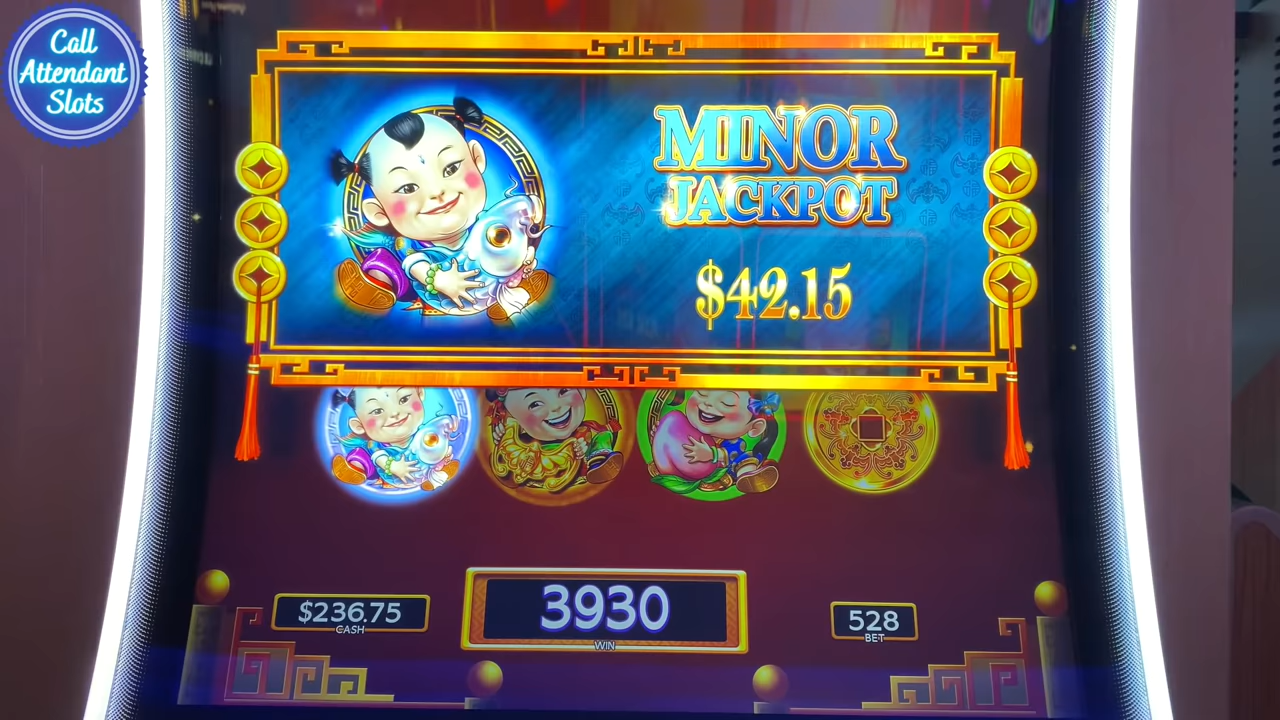 Call
Attendant
Slots
MINOR
JACKPOT
$42.15
$236.75
CASH
3930
WIN
528
BET